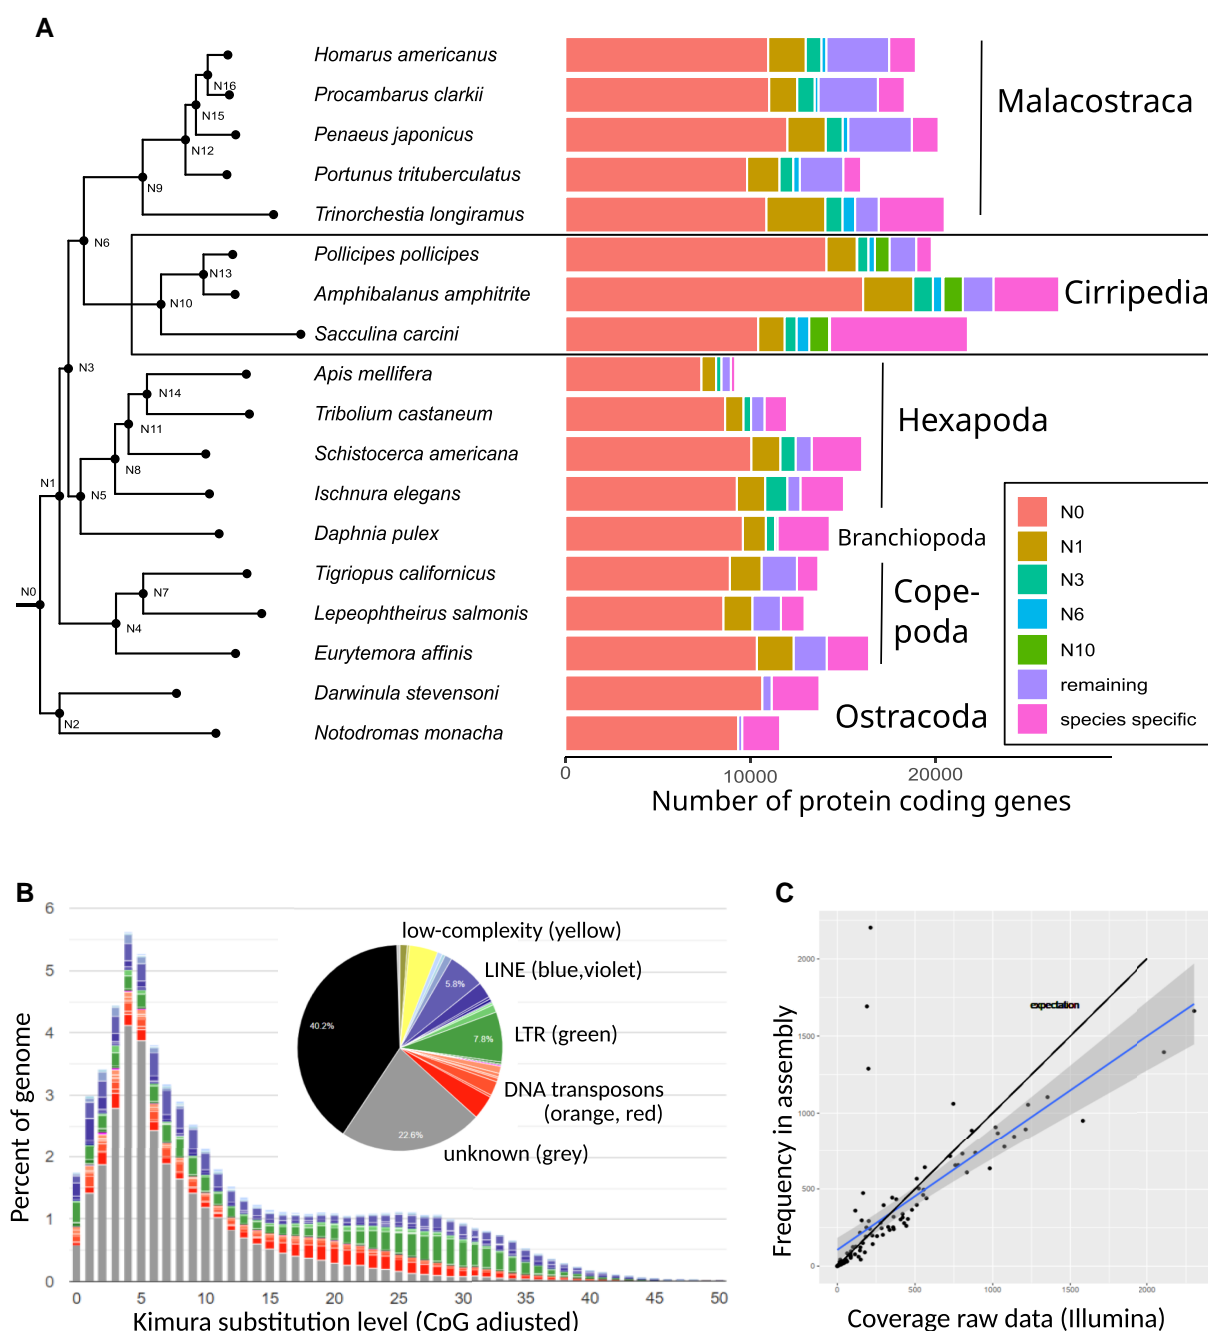 A
Homarus americanus
Procambarus clarkii
Penaeus japonicus
Portunus trituberculatus
Trinorchestia longiramus
Pollicipes pollicipes
Amphibalanus amphitrite
Sacculina carcini
Apis mellifera
Tribolium castaneum
Schistocerca americana
Ischnura elegans
Daphnia pulex
Tigriopus californicus
Lepeophtheirus salmonis
Eurytemora affinis
Darwinula stevensoni
Notodromas monacha
N16
N15
N12
N9
N6
N13
N10
N3
N14
N11
N8
N1
N5
N0
N7
N4
N2
Malacostraca
Cirripedia
Hexapoda
Branchiopoda
Cope-
poda
Ostracoda
N0
N1
N3
N6
N10
remaining
species specific
0 10000 20000
Number of protein coding genes
B
Percent of genome
6
5
4
3
2
1
0
0 5 10 15 20 25 30 35 40 45 50
Kimura substitution level (CpG adjusted)
low-complexity (yellow)
LINE (blue,violet)
LTR (green)
DNA transposons
(orange, red)
unknown (grey)
5.8%
7.8%
22.6%
40.2%
C
Frequency in assembly
2000
1500
1000
500
0
expectation
0 500 1000 1500 2000
Coverage raw data (Illumina)